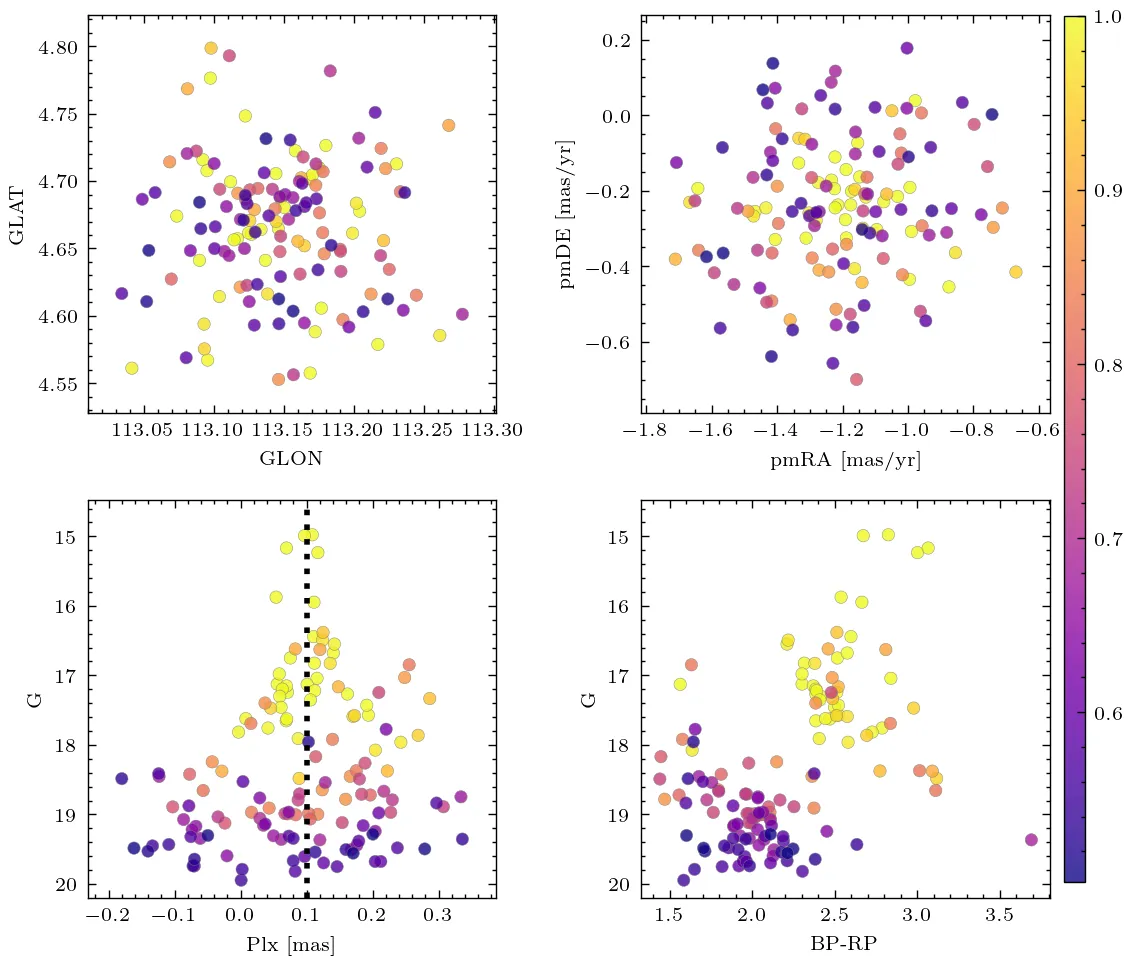 4.80
4.75
4.70
4.65
4.60
4.55
GLAT
113.05 113.10 113.15 113.20 113.25 113.30
GLON
0.2
0.0
−0.2
−0.4
−0.6
pmDE [mas/yr]
−1.8 −1.6 −1.4 −1.2 −1.0 −0.8 −0.6
pmRA [mas/yr]
1.0
0.9
0.8
0.7
0.6
15
16
17
18
19
20
G
−0.2 −0.1 0.0 0.1 0.2 0.3
Plx [mas]
15
16
17
18
19
20
G
1.5 2.0 2.5 3.0 3.5
BP-RP